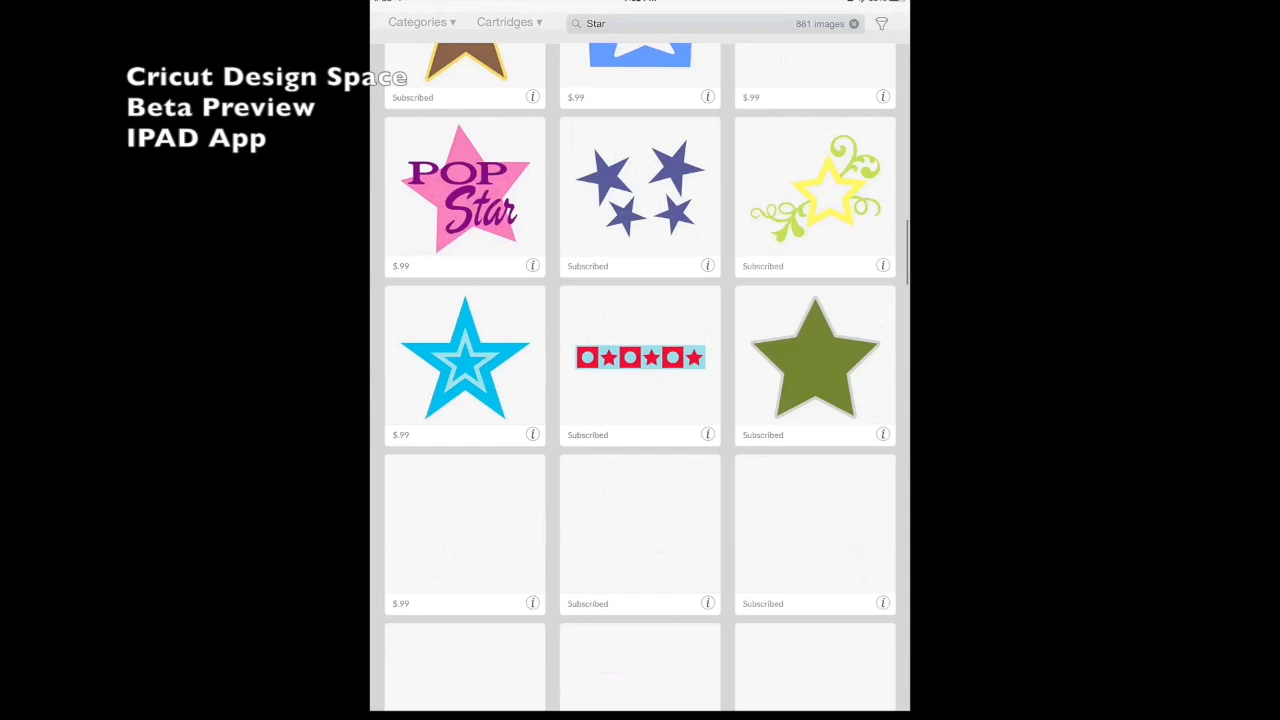 Categories ▾ Cartridges ▾ Star 881 images
Cricut Design Space
Beta Preview
IPAD App
Subscribed
$.99
$.99
POP
Star
$.99
Subscribed
Subscribed
$.99
Subscribed
Subscribed
$.99
Subscribed
Subscribed